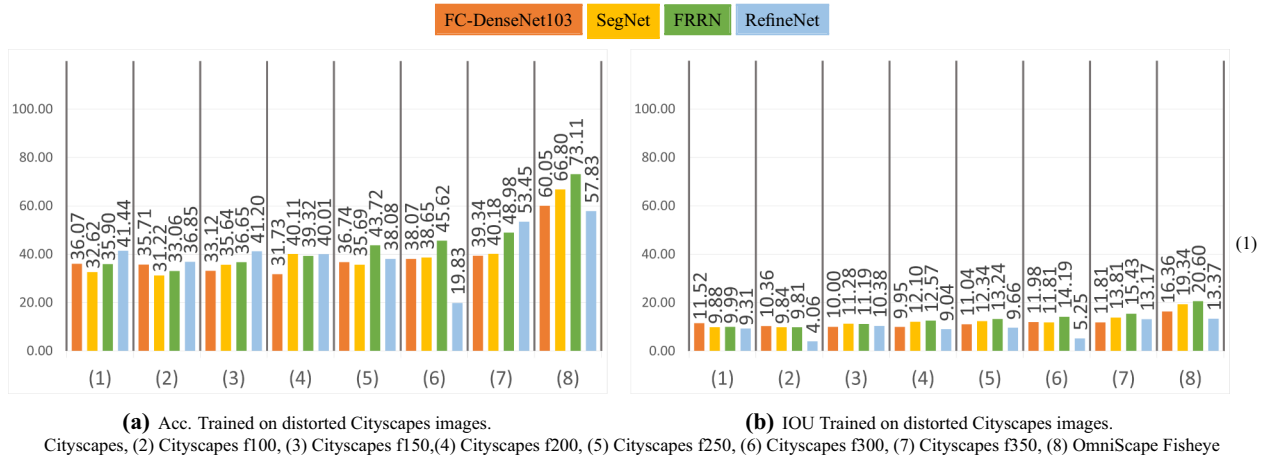 FC-DenseNet103 SegNet FRRN RefineNet
100.00
80.00
60.00
40.00
20.00
0.00
36.07 32.62 35.90 41.44
35.71 31.22 33.06 36.85
33.12 35.64 36.65 41.20
31.73 40.11 39.32 40.01
36.74 35.69 43.72 38.08
38.07 38.65 45.62 19.83
39.34 40.18 48.98 53.45
60.05 66.80 73.11 57.83
(1) (2) (3) (4) (5) (6) (7) (8)
(a) Acc. Trained on distorted Cityscapes images.
100.00
80.00
60.00
40.00
20.00
0.00
11.52 9.88 9.99 9.31
10.36 9.84 9.81 4.06
10.00 11.28 11.19 10.38
9.95 12.10 12.57 9.04
11.04 12.34 13.24 9.66
11.98 11.81 14.19 5.25
11.81 13.81 15.43 13.17
16.36 19.34 20.60 13.37
(1) (2) (3) (4) (5) (6) (7) (8)
(b) IOU Trained on distorted Cityscapes images.
(1)
Cityscapes, (2) Cityscapes f100, (3) Cityscapes f150,(4) Cityscapes f200, (5) Cityscapes f250, (6) Cityscapes f300, (7) Cityscapes f350, (8) OmniScape Fisheye